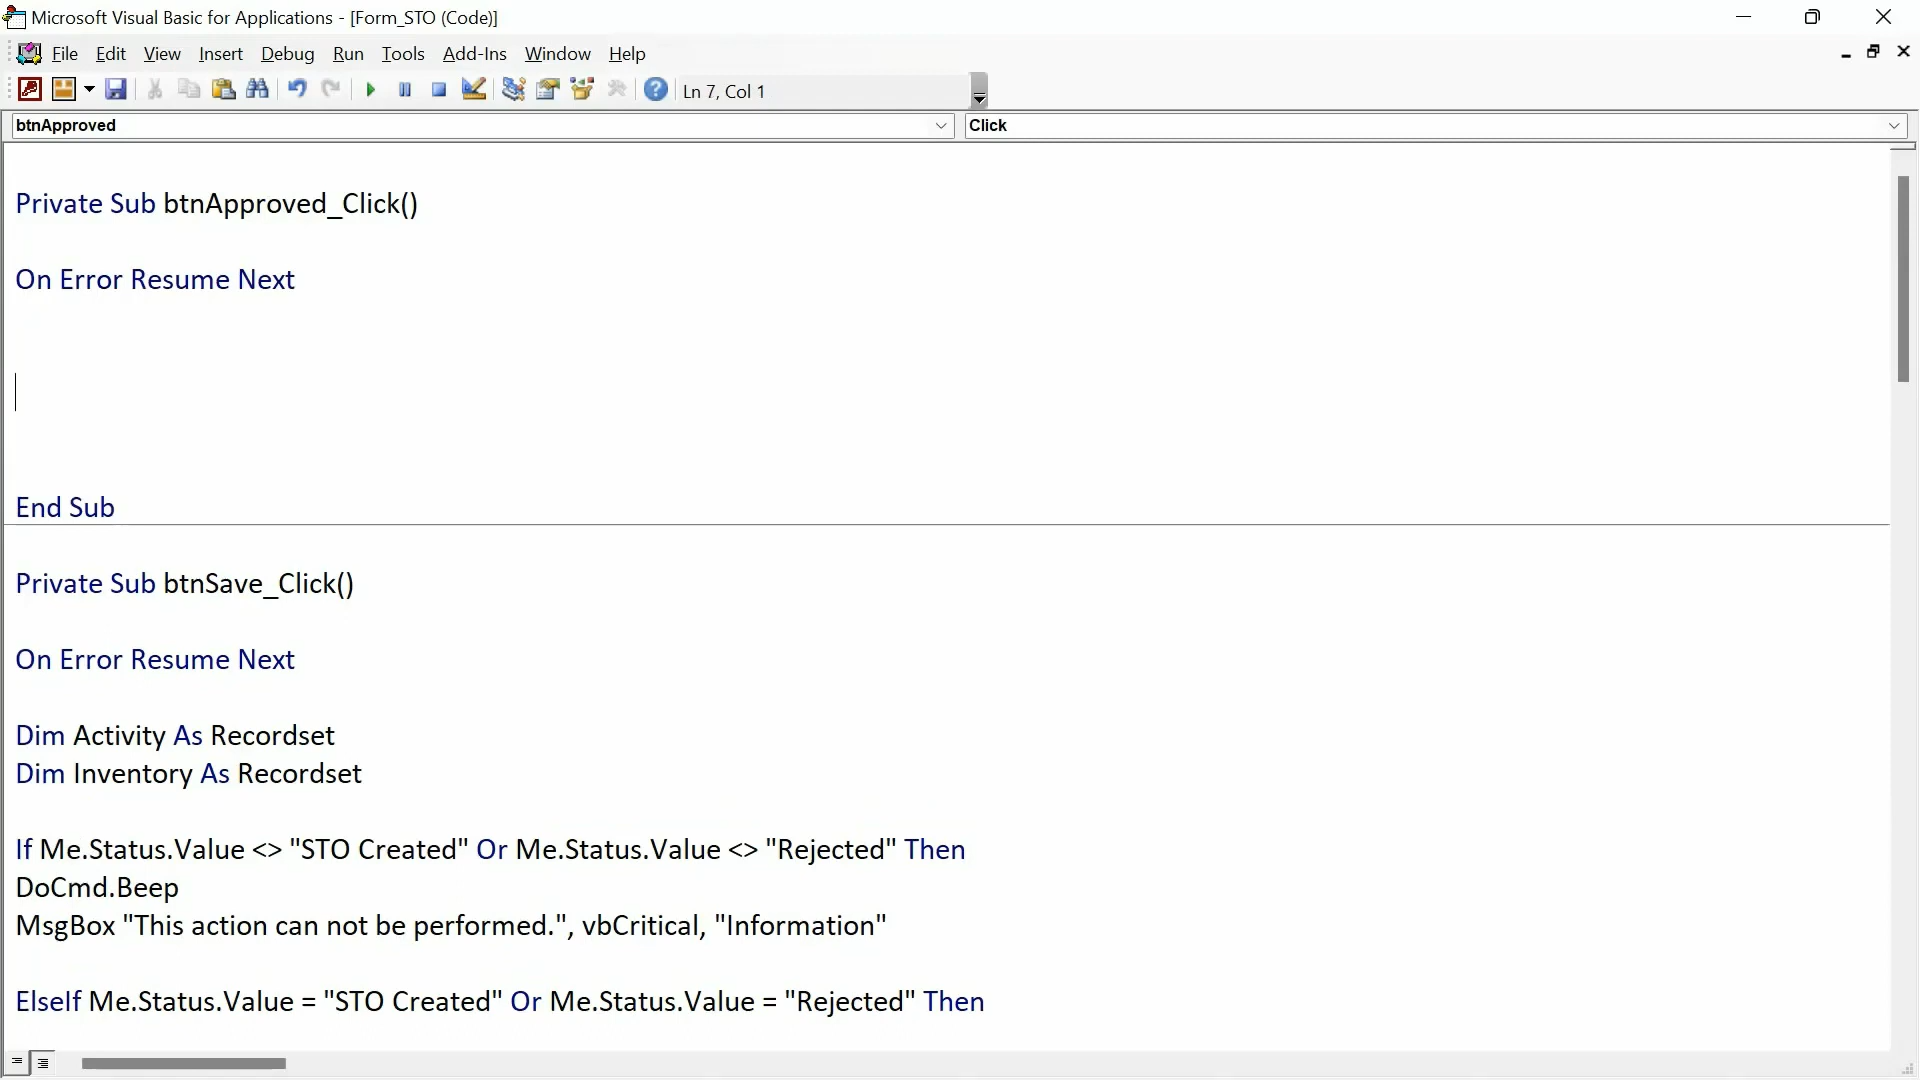 Microsoft Visual Basic for Applications - [Form_STO (Code)]
File Edit View Insert Debug Run Tools Add-Ins Window Help
Ln 7, Col 1
btnApproved
Click
Private Sub btnApproved_Click()
On Error Resume Next
End Sub
Private Sub btnSave_Click()
On Error Resume Next
Dim Activity As Recordset
Dim Inventory As Recordset
If Me.Status.Value <> "STO Created" Or Me.Status.Value <> "Rejected" Then
DoCmd.Beep
MsgBox "This action can not be performed.", vbCritical, "Information"
ElseIf Me.Status.Value = "STO Created" Or Me.Status.Value = "Rejected" Then